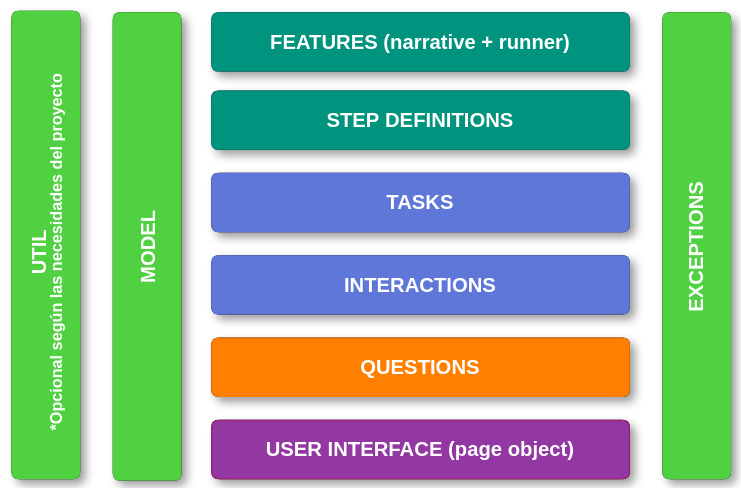 UTIL
*Opcional según las necesidades del proyecto
MODEL
FEATURES (narrative + runner)
STEP DEFINITIONS
TASKS
INTERACTIONS
QUESTIONS
USER INTERFACE (page object)
EXCEPTIONS